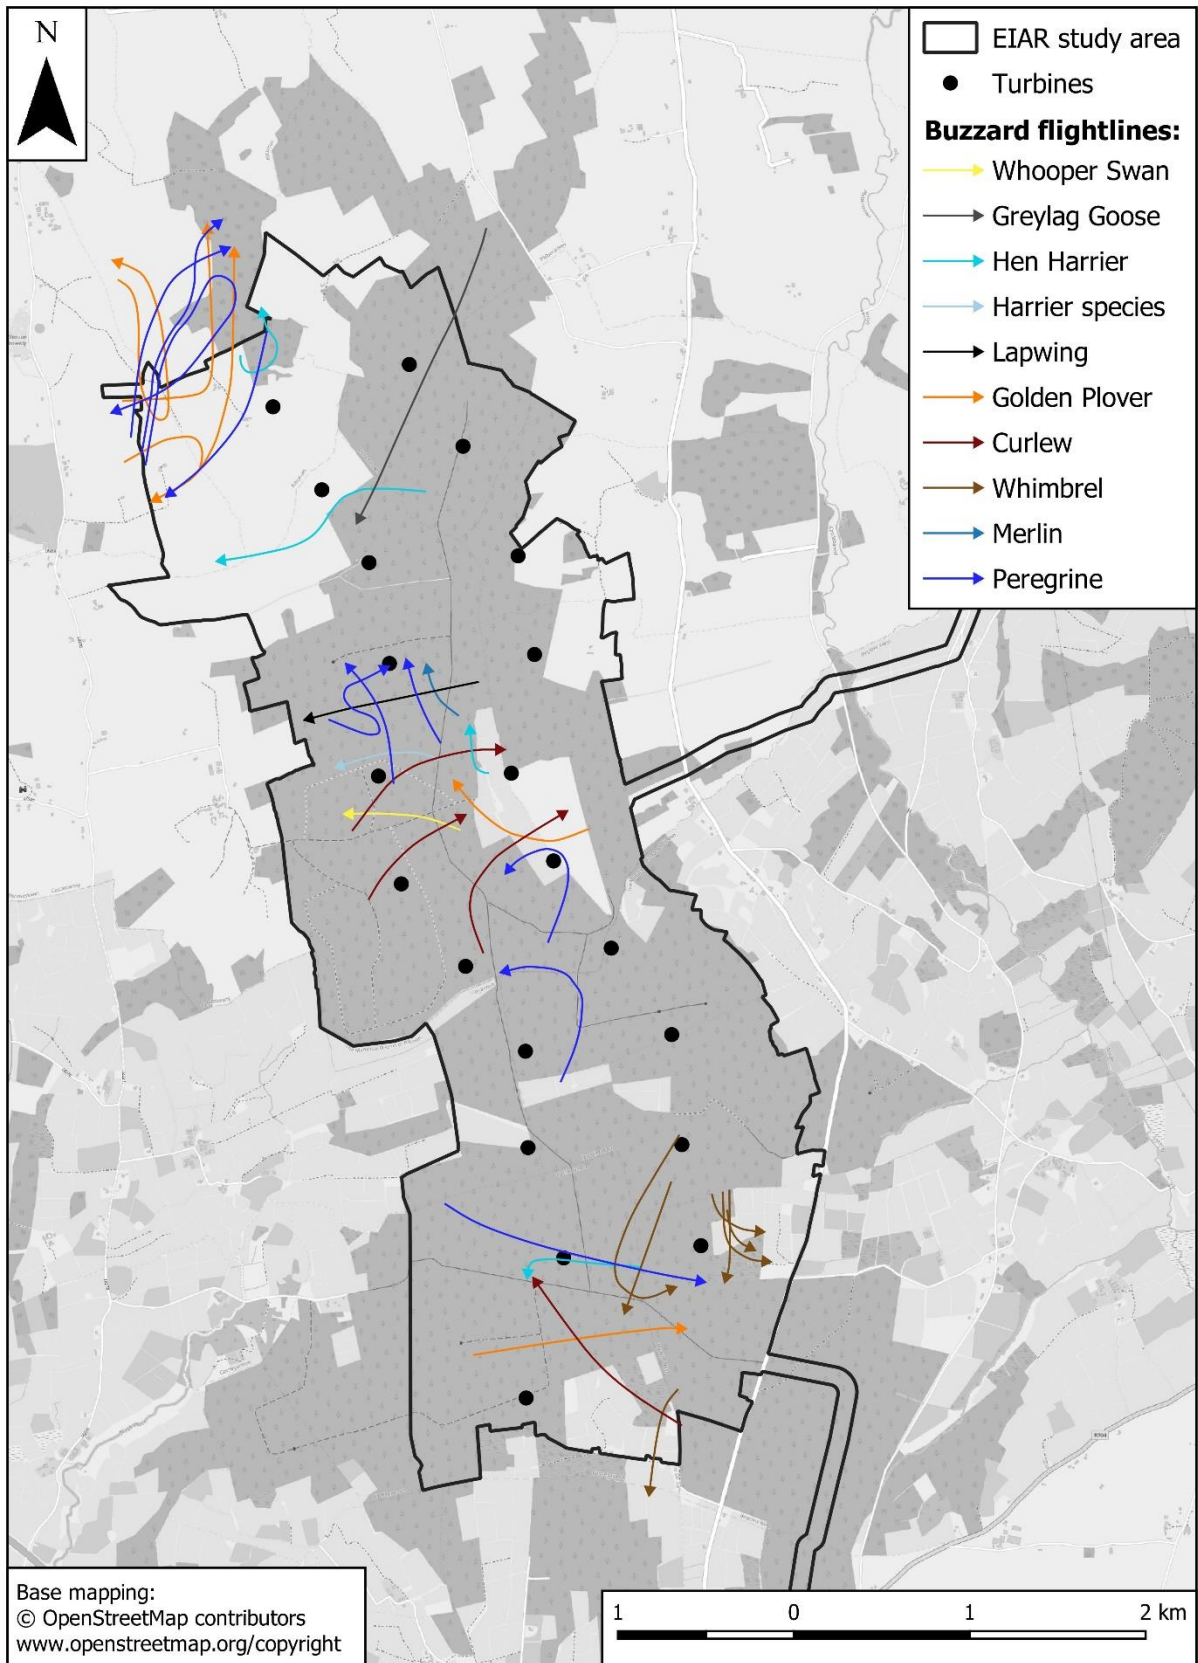 N
EIAR study area
Turbines
Buzzard flightlines:
Whooper Swan
Greylag Goose
Hen Harrier
Harrier species
Lapwing
Golden Plover
Curlew
Whimbrel
Merlin
Peregrine
Base mapping:
© OpenStreetMap contributors
www.openstreetmap.org/copyright
1 0 1 2 km